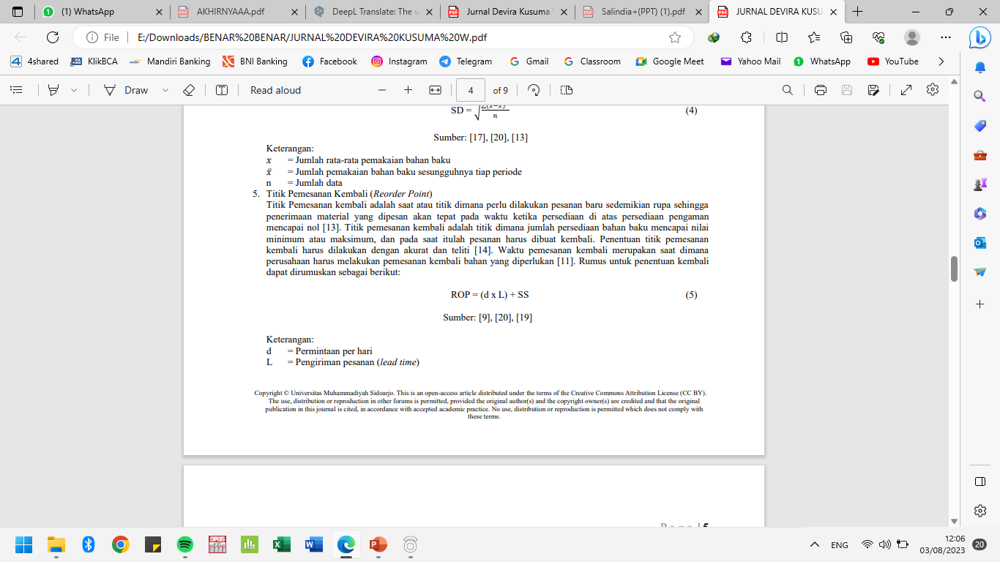 (1) WhatsApp
AKHIRNYAAA.pdf
DeepL Translate: The
Jurnal Devira Kusuma
Salindia+(PPT) (1).pdf
JURNAL DEVIRA KUSU
File
E:/Downloads/BENAR%20BENAR/JURNAL%20DEVIRA%20KUSUMA%20W.pdf
4shared
KlikBCA
Mandiri Banking
BNI Banking
Facebook
Instagram
Telegram
Gmail
Classroom
Google Meet
Yahoo Mail
WhatsApp
YouTube
Draw
Read aloud
4 of 9
SD = √ n (4)
Sumber: [17], [20], [13]
Keterangan:
x = Jumlah rata-rata pemakaian bahan baku
x̄ = Jumlah pemakaian bahan baku sesungguhnya tiap periode
n = Jumlah data
5. Titik Pemesanan Kembali (Reorder Point)
Titik Pemesanan kembali adalah saat atau titik dimana perlu dilakukan pesanan baru sedemikian rupa sehingga
penerimaan material yang dipesan akan tepat pada waktu ketika persediaan di atas persediaan pengaman
mencapai nol [13]. Titik pemesanan kembali adalah titik dimana jumlah persediaan bahan baku mencapai nilai
minimum atau maksimum, dan pada saat itulah pesanan harus dibuat kembali. Penentuan titik pemesanan
kembali harus dilakukan dengan akurat dan teliti [14]. Waktu pemesanan kembali merupakan saat dimana
perusahaan harus melakukan pemesanan kembali bahan yang diperlukan [11]. Rumus untuk penentuan kembali
dapat dirumuskan sebagai berikut:
ROP = (d x L) + SS (5)
Sumber: [9], [20], [19]
Keterangan:
d = Permintaan per hari
L = Pengiriman pesanan (lead time)
Copyright © Universitas Muhammadiyah Sidoarjo. This is an open-access article distributed under the terms of the Creative Commons Attribution License (CC BY).
The use, distribution or reproduction in other forums is permitted, provided the original author(s) and the copyright owner(s) are credited and that the original
publication in this journal is cited, in accordance with accepted academic practice. No use, distribution or reproduction is permitted which does not comply with
these terms.
Page | 5
SPSS
ENG
12:06
03/08/2023
20